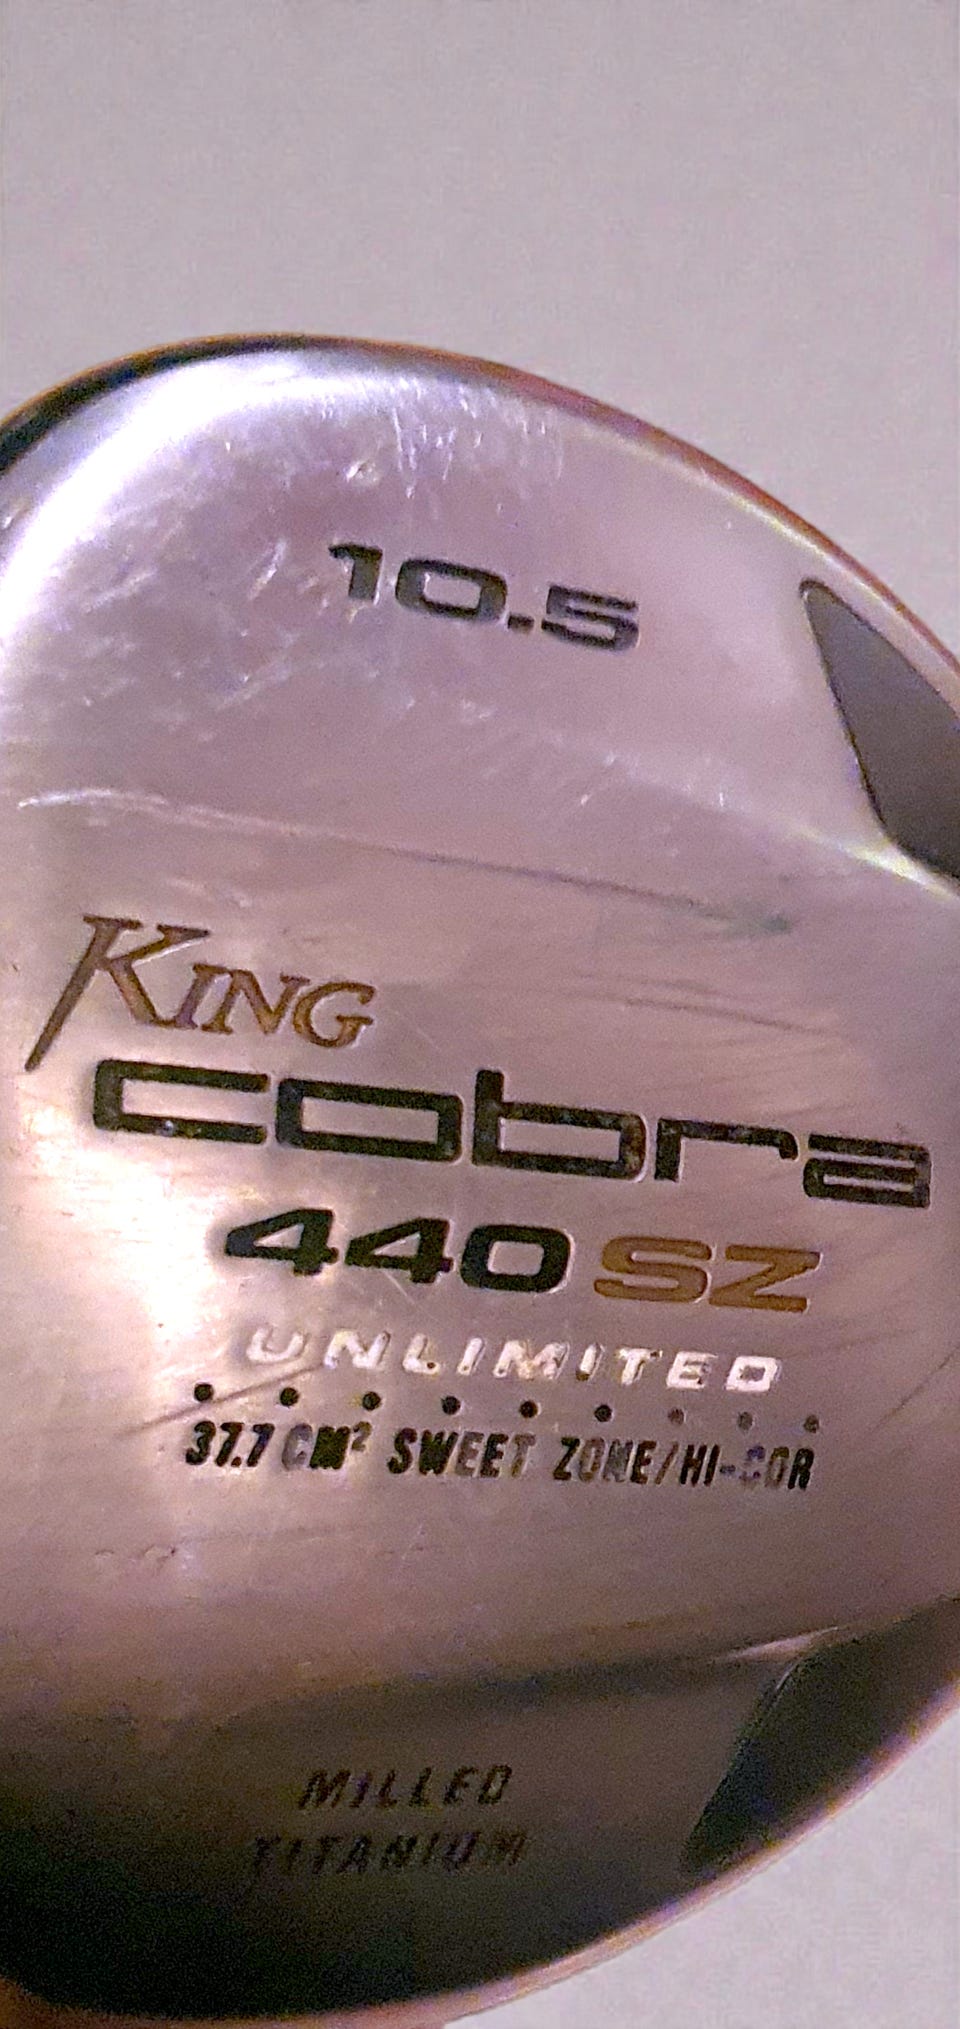 10.5
KING
cobra
440 SZ
UNLIMITED
37.7 CM² SWEET ZONE/HI-COR
MILLED
TITANIUM